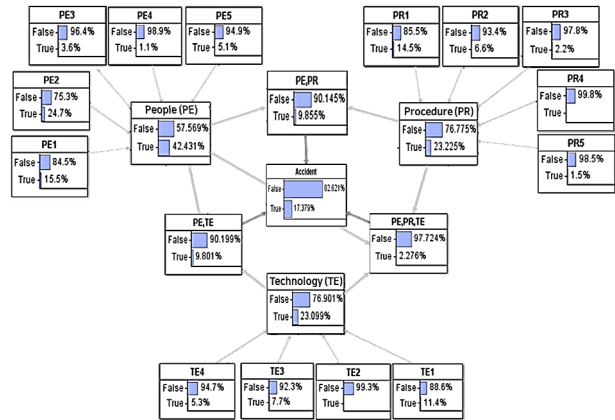 PE3
False 96.4%
True 3.6%
PE4
False 98.9%
True 1.1%
PE5
False 94.9%
True 5.1%
PR1
False 85.5%
True 14.5%
PR2
False 93.4%
True 6.6%
PR3
False 97.8%
True 2.2%
PE2
False 75.3%
True 24.7%
PE,PR
False 90.145%
True 9.855%
PR4
False 99.8%
True
People (PE)
False 57.569%
True 42.431%
Procedure (PR)
False 76.775%
True 23.225%
PE1
False 84.5%
True 15.5%
PR5
False 98.5%
True 1.5%
Accident
False 82.621%
True 17.379%
PE,TE
False 90.199%
True 9.801%
PE,PR,TE
False 97.724%
True 2.276%
Technology (TE)
False 76.901%
True 23.099%
TE4
False 94.7%
True 5.3%
TE3
False 92.3%
True 7.7%
TE2
False 99.3%
True
TE1
False 88.6%
True 11.4%